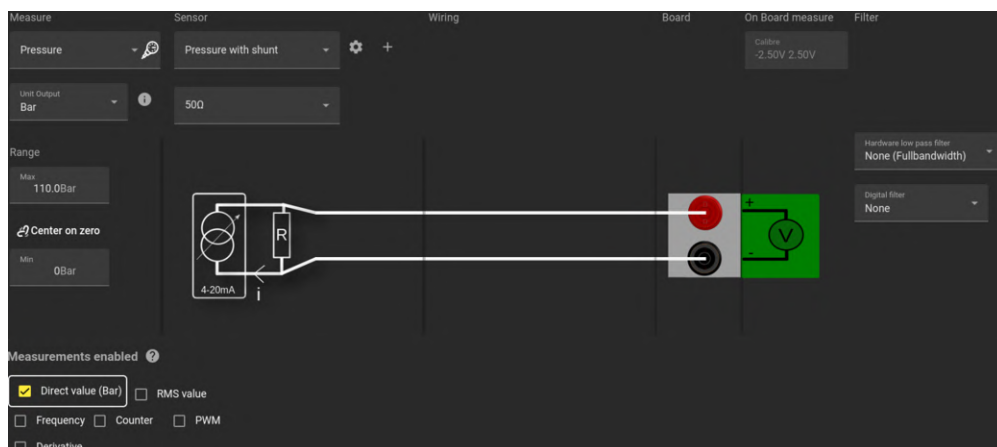 Measure Sensor Wiring Board On Board measure Filter
Pressure Pressure with shunt
Calibre
-2.50V 2.50V
Unit Output
Bar
50Ω
Range
Hardware low pass filter
None (Fullbandwidth)
Max
110.0Bar
Digital filter
None
Center on zero
Min
0Bar
R
+
V
-
4-20mA
i
Measurements enabled ?
Direct value (Bar) RMS value
Frequency Counter PWM
Derivative